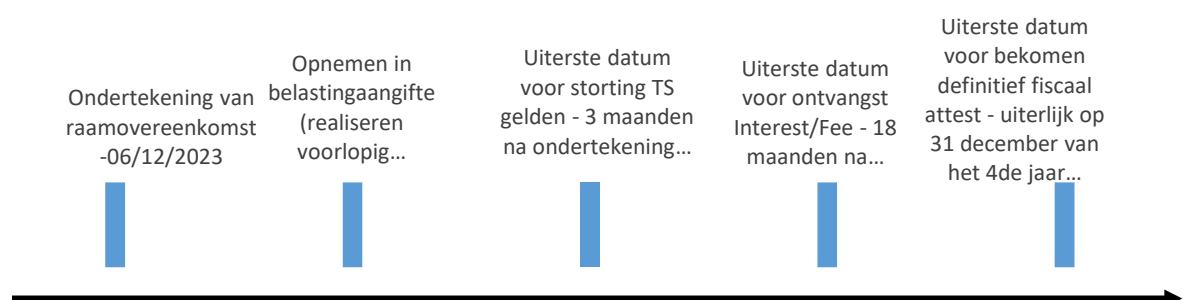 Ondertekening van
raamovereenkomst
-06/12/2023
Opnemen in
belastingaangifte
(realiseren
voorlopig…
Uiterste datum
voor storting TS
gelden - 3 maanden
na ondertekening…
Uiterste datum
voor ontvangst
Interest/Fee - 18
maanden na…
Uiterste datum
voor bekomen
definitief fiscaal
attest - uiterlijk op
31 december van
het 4de jaar…